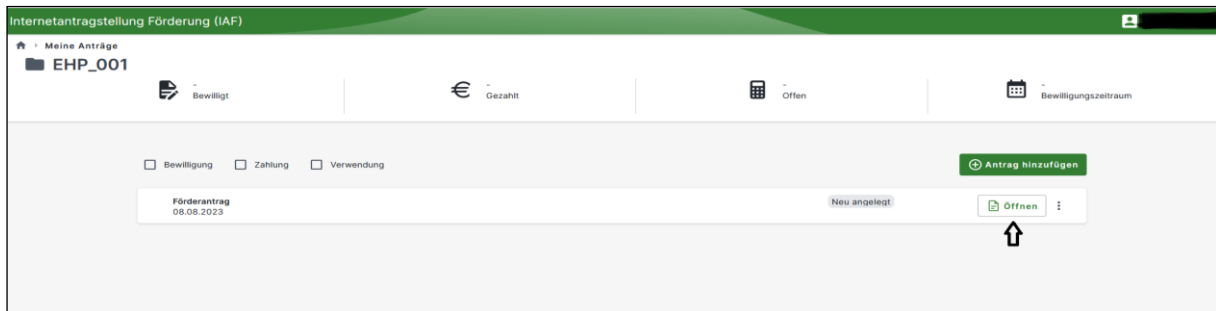 Internetantragstellung Förderung (IAF)
Meine Anträge
EHP_001
-
Bewilligt
-
Gezahlt
-
Offen
-
Bewilligungszeitraum
Bewilligung Zahlung Verwendung
Antrag hinzufügen
Förderantrag
08.08.2023
Neu angelegt
Öffnen